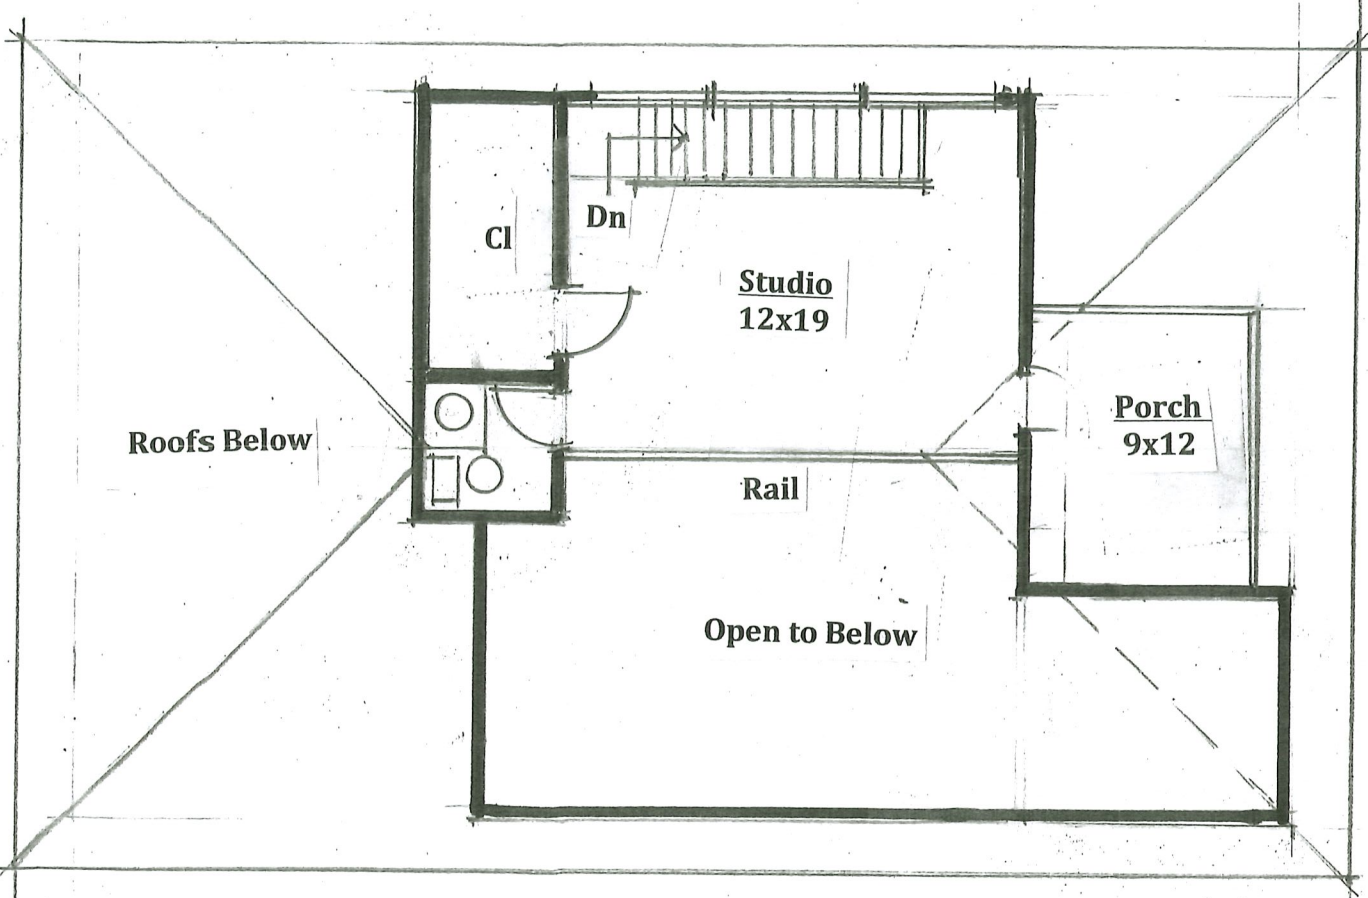 Cl
Dn
Studio
12x19
Porch
9x12
Roofs Below
Rail
Open to Below